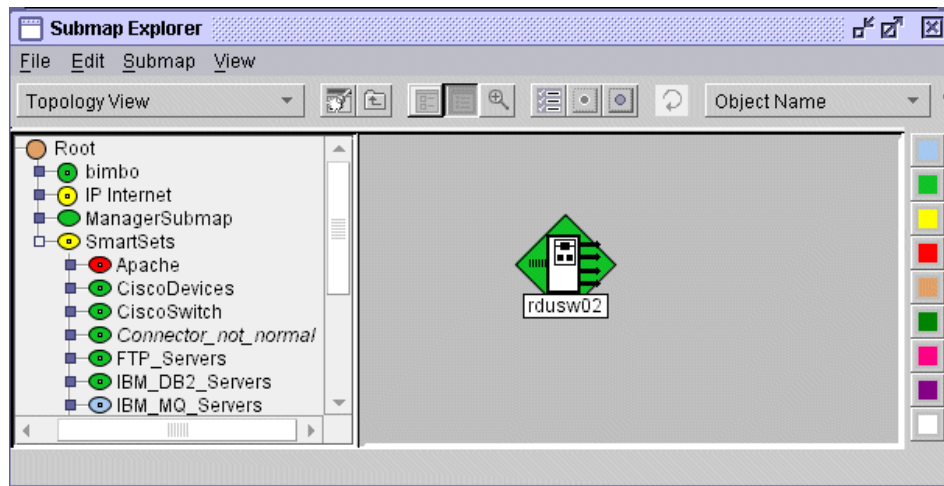 Submap Explorer
File Edit Submap View
Topology View
Object Name
Root
bimbo
IP Internet
ManagerSubmap
SmartSets
Apache
CiscoDevices
CiscoSwitch
Connector_not_normal
FTP_Servers
IBM_DB2_Servers
IBM_MQ_Servers
rdusw02